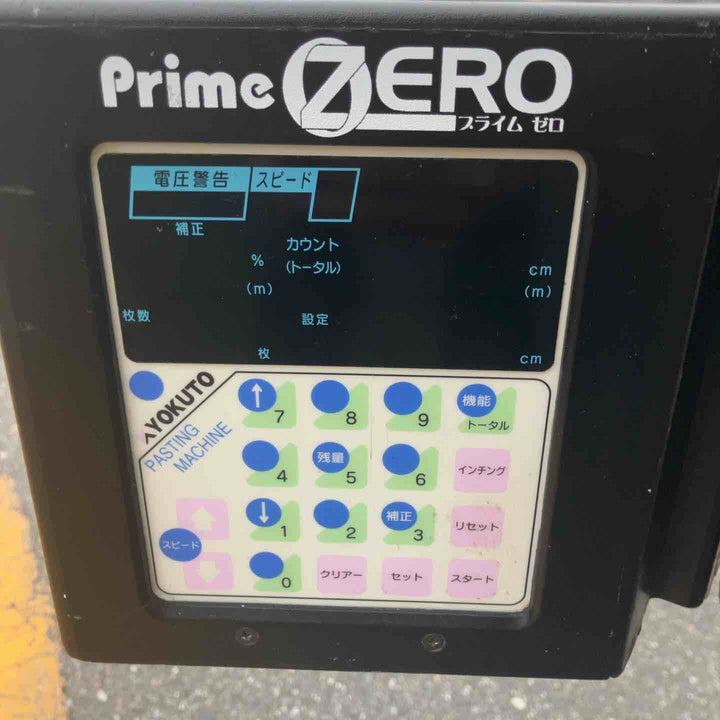 Prime ZERO
プライム ゼロ
電圧警告 スピード
補正
カウント
% (トータル) cm
(m) (m)
枚数 設定
枚 cm
YOKUTO
PASTING
MACHINE
↑ 7 8 9 機能 トータル
4 残量 5 6 インチング
↓ 1 2 補正 3 リセット
スピード
0 クリアー セット スタート